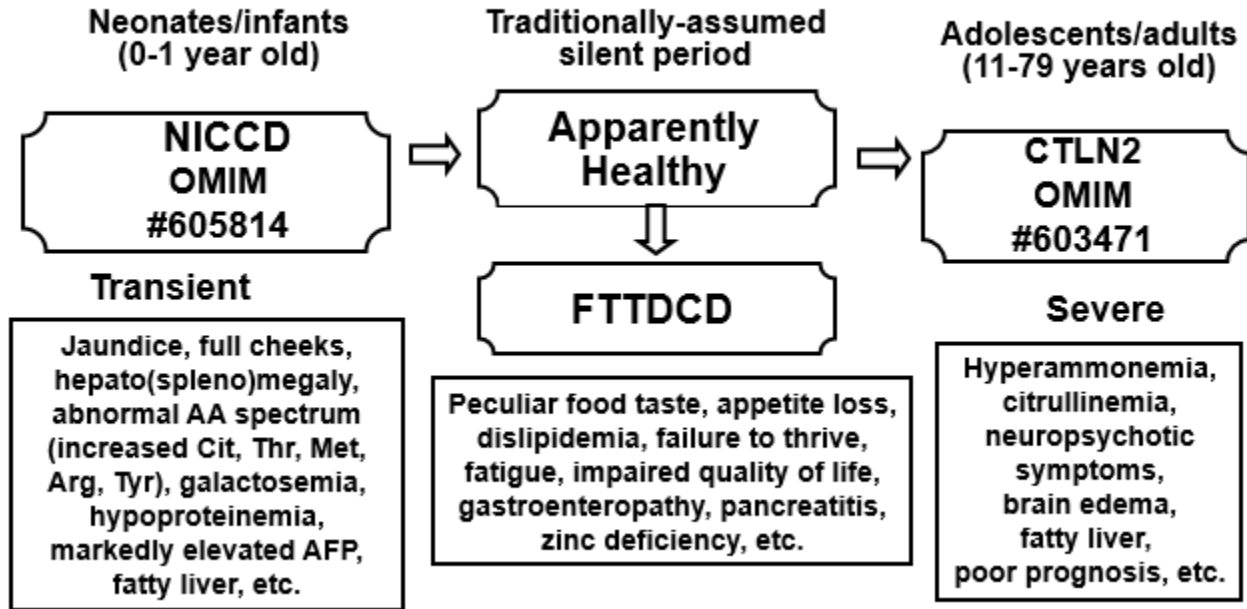 Neonates/infants
(0-1 year old)
NICCD
OMIM
#605814
Transient
Jaundice, full cheeks,
hepato(spleno)megaly,
abnormal AA spectrum
(increased Cit, Thr, Met,
Arg, Tyr), galactosemia,
hypoproteinemia,
markedly elevated AFP,
fatty liver, etc.
Traditionally-assumed
silent period
Apparently
Healthy
FTTDCD
Peculiar food taste, appetite loss,
dislipidemia, failure to thrive,
fatigue, impaired quality of life,
gastroenteropathy, pancreatitis,
zinc deficiency, etc.
Adolescents/adults
(11-79 years old)
CTLN2
OMIM
#603471
Severe
Hyperammonemia,
citrullinemia,
neuropsychotic
symptoms,
brain edema,
fatty liver,
poor prognosis, etc.